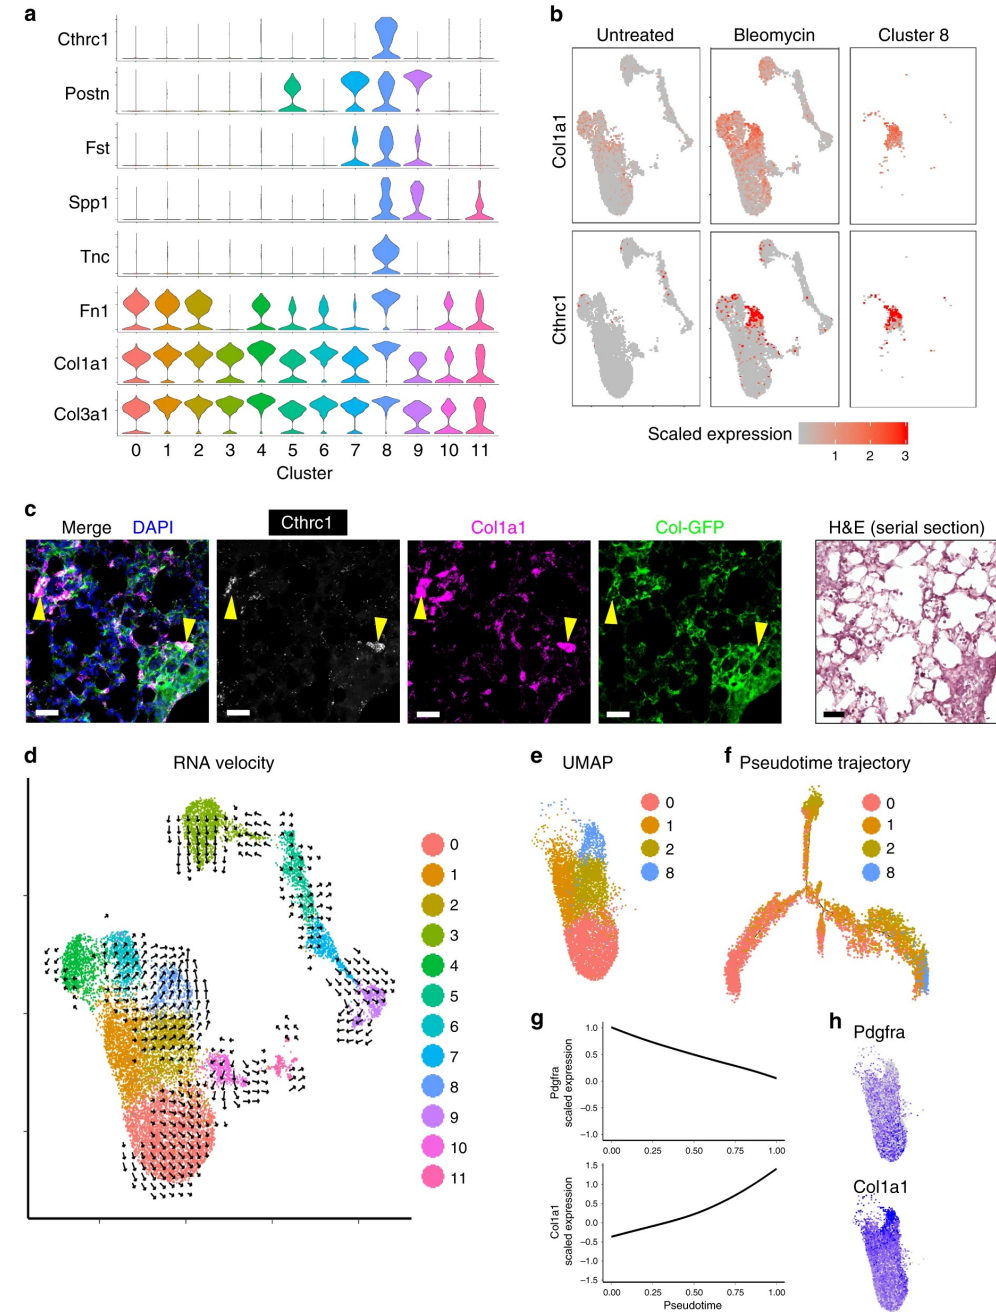 a
Cthrc1
Postn
Fst
Spp1
Tnc
Fn1
Col1a1
Col3a1
0 1 2 3 4 5 6 7 8 9 10 11
Cluster
b
Untreated Bleomycin Cluster 8
Col1a1
Cthrc1
Scaled expression
1 2 3
c
Merge DAPI Cthrc1 Col1a1 Col-GFP H&E (serial section)
d
RNA velocity
0
1
2
3
4
5
6
7
8
9
10
11
e
UMAP
0
1
2
8
f
Pseudotime trajectory
0
1
2
8
g
Pdgfra
scaled expression
1.0
0.5
0.0
−0.5
−1.0
0.00 0.25 0.50 0.75 1.00
Col1a1
scaled expression
1.5
1.0
0.5
0.0
−0.5
−1.0
−1.5
0.00 0.25 0.50 0.75 1.00
Pseudotime
h
Pdgfra
Col1a1